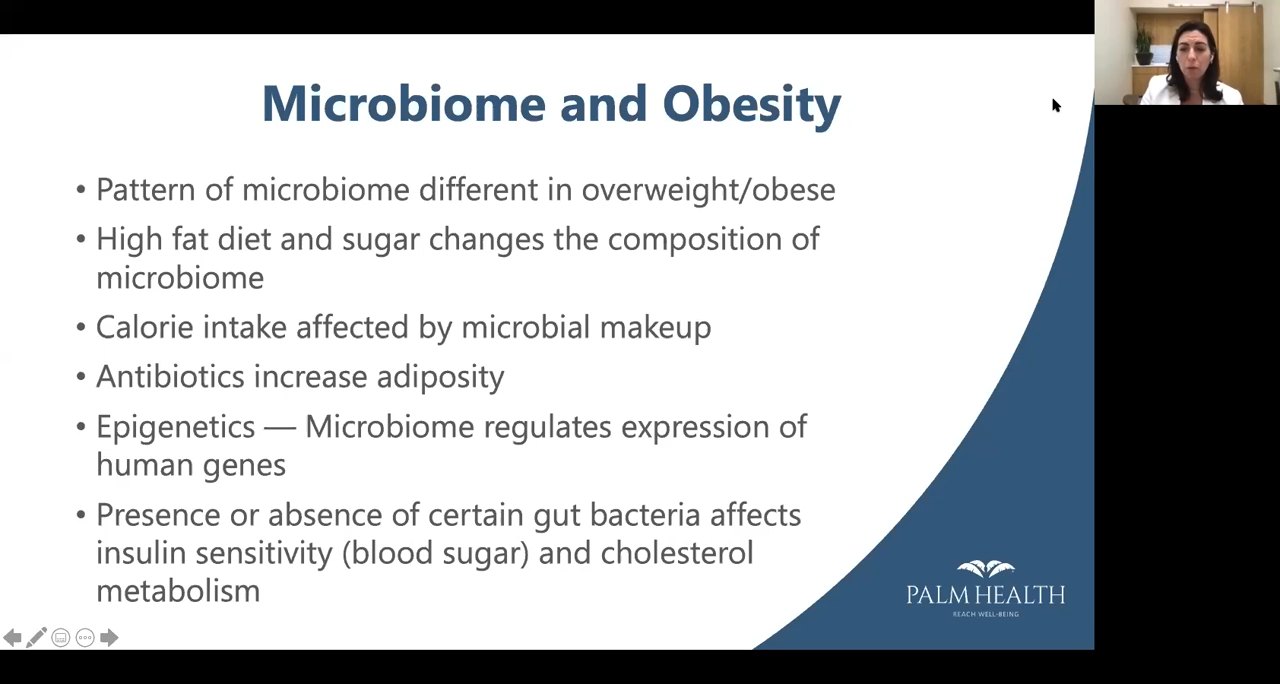 Microbiome and Obesity
• Pattern of microbiome different in overweight/obese
• High fat diet and sugar changes the composition of
microbiome
• Calorie intake affected by microbial makeup
• Antibiotics increase adiposity
• Epigenetics — Microbiome regulates expression of
human genes
• Presence or absence of certain gut bacteria affects
insulin sensitivity (blood sugar) and cholesterol
metabolism
PALM HEALTH
REACH WELL-BEING